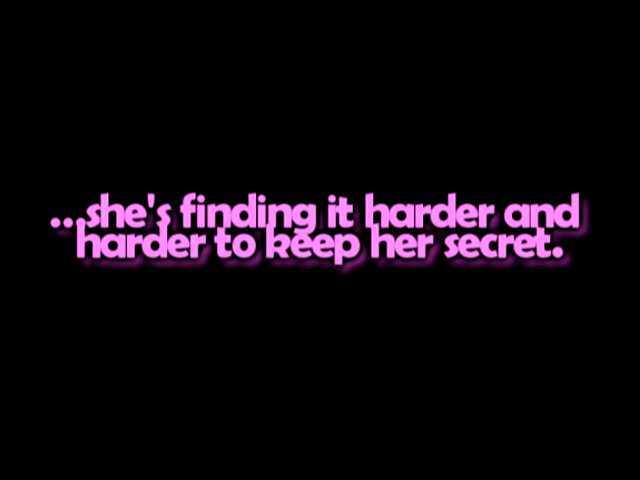 ...she's finding it harder and
harder to keep her secret.